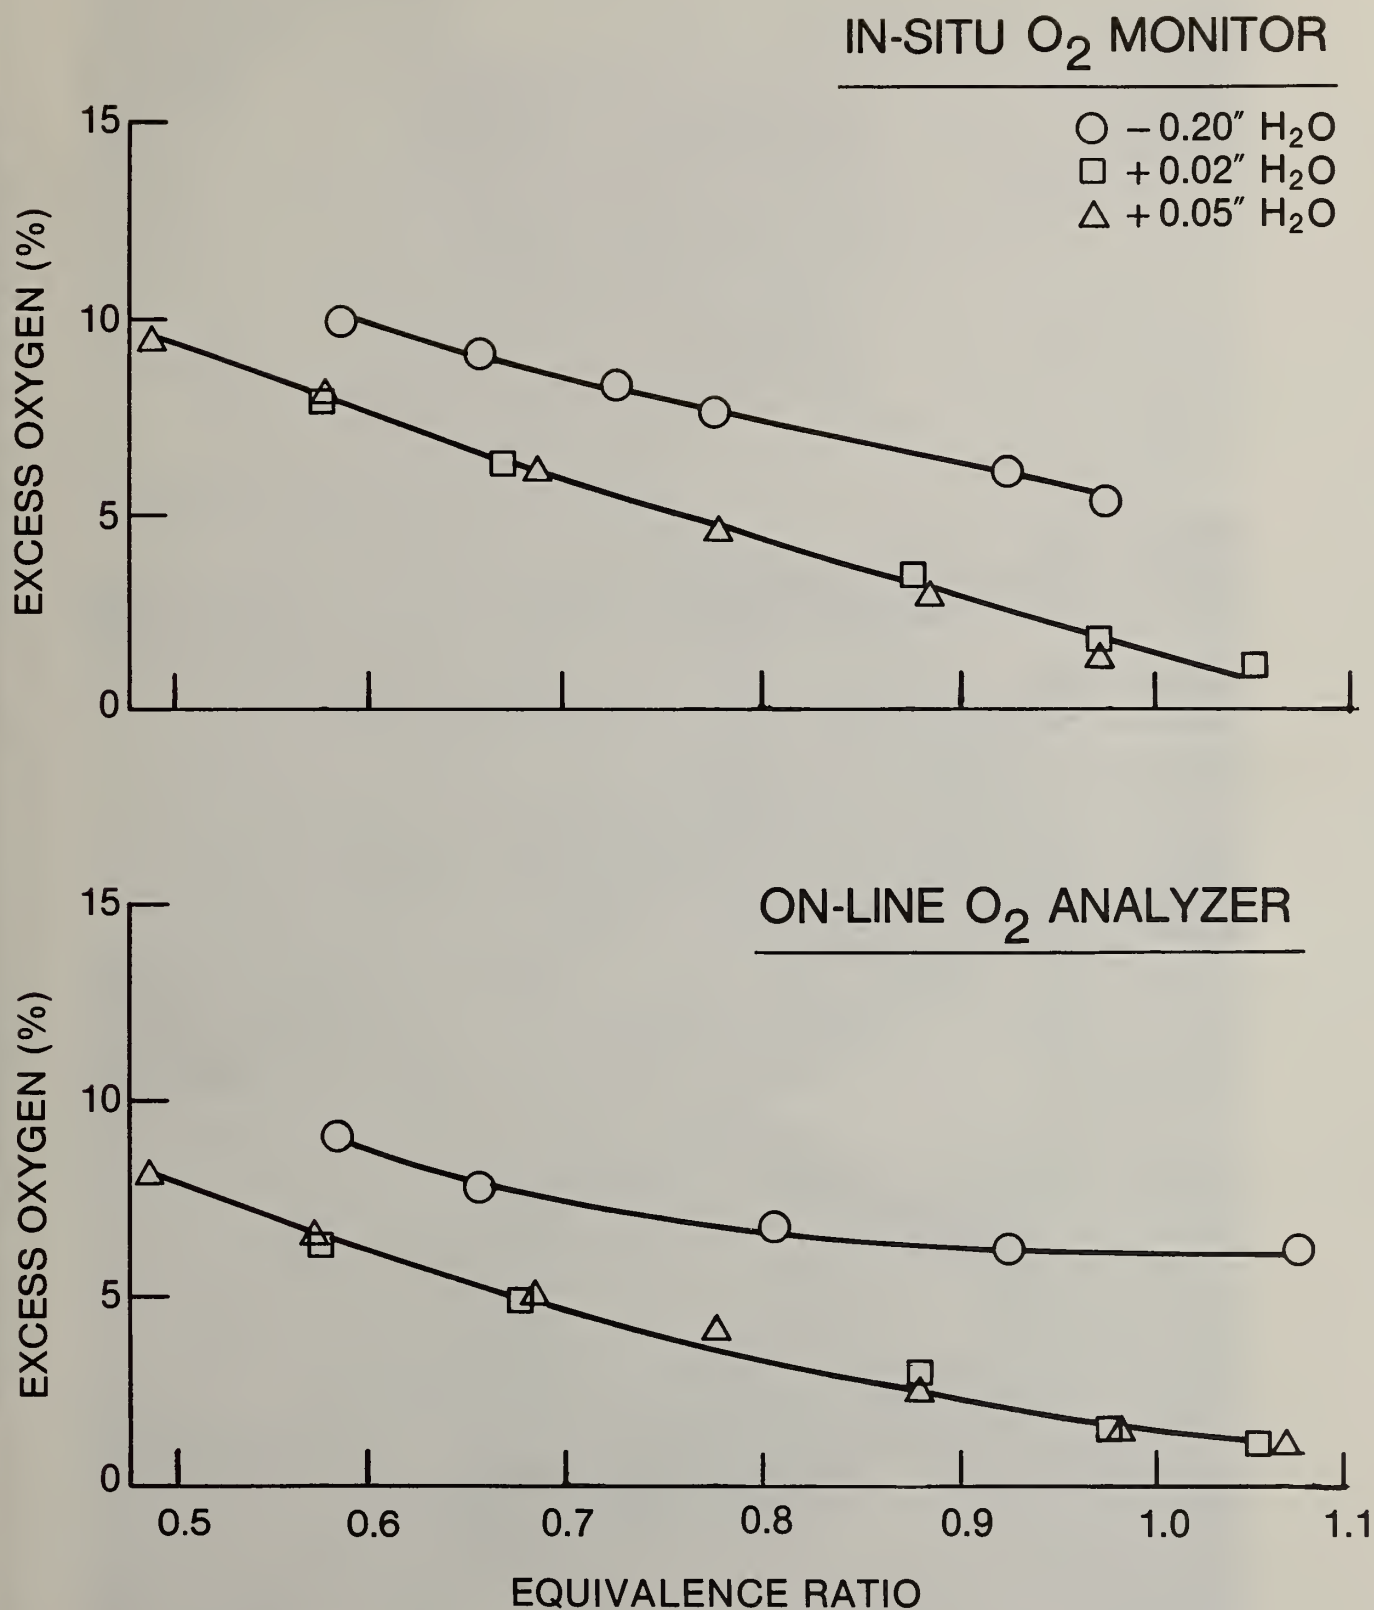 IN-SITU O₂ MONITOR
○ – 0.20″ H₂O
□ + 0.02″ H₂O
△ + 0.05″ H₂O
EXCESS OXYGEN (%)
15
10
5
0
ON-LINE O₂ ANALYZER
EXCESS OXYGEN (%)
15
10
5
0
0.5 0.6 0.7 0.8 0.9 1.0 1.1
EQUIVALENCE RATIO